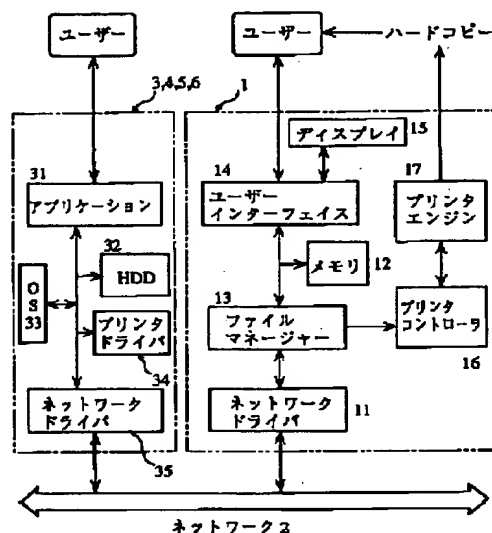 ユーザー
ユーザー
ハードコピー
3,4,5,6
1
ディスプレイ
15
31
アプリケーション
14
ユーザー
インターフェイス
17
プリンタ
エンジン
32
HDD
メモリ
12
OS
33
プリンタ
ドライバ
34
13
ファイル
マネージャー
プリンタ
コントローラ
16
ネットワーク
ドライバ
35
ネットワーク
ドライバ
11
ネットワーク2